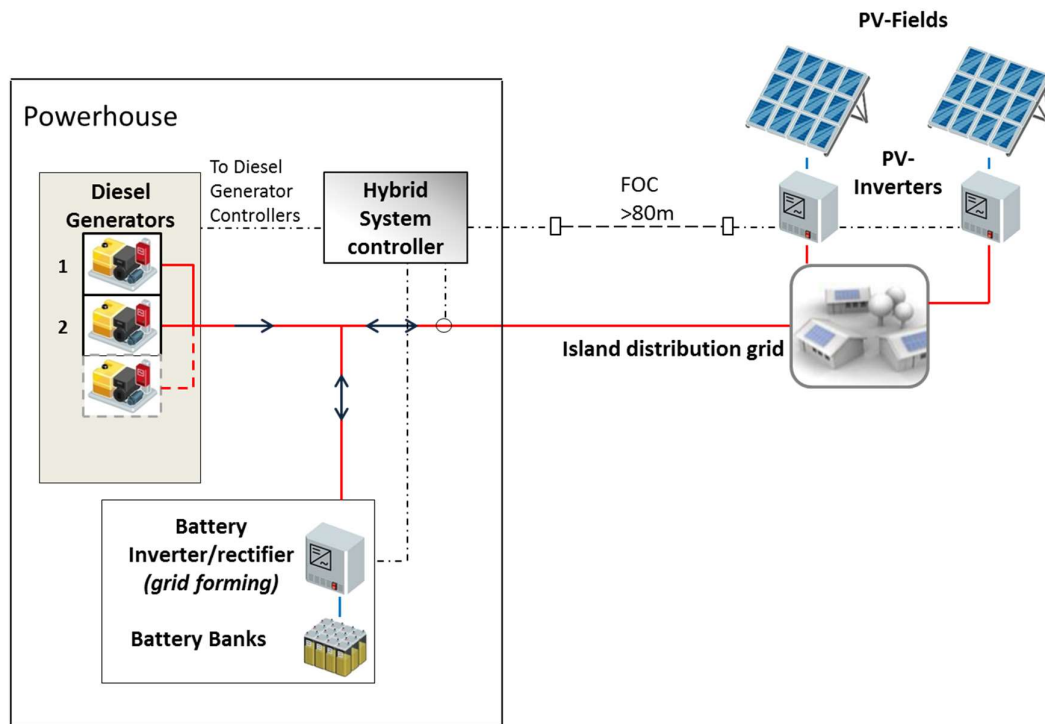 PV-Fields
Powerhouse
To Diesel
Generator
Controllers
Diesel
Generators
1
2
Hybrid
System
controller
FOC
>80m
PV-
Inverters
Island distribution grid
Battery
Inverter/rectifier
(grid forming)
Battery Banks